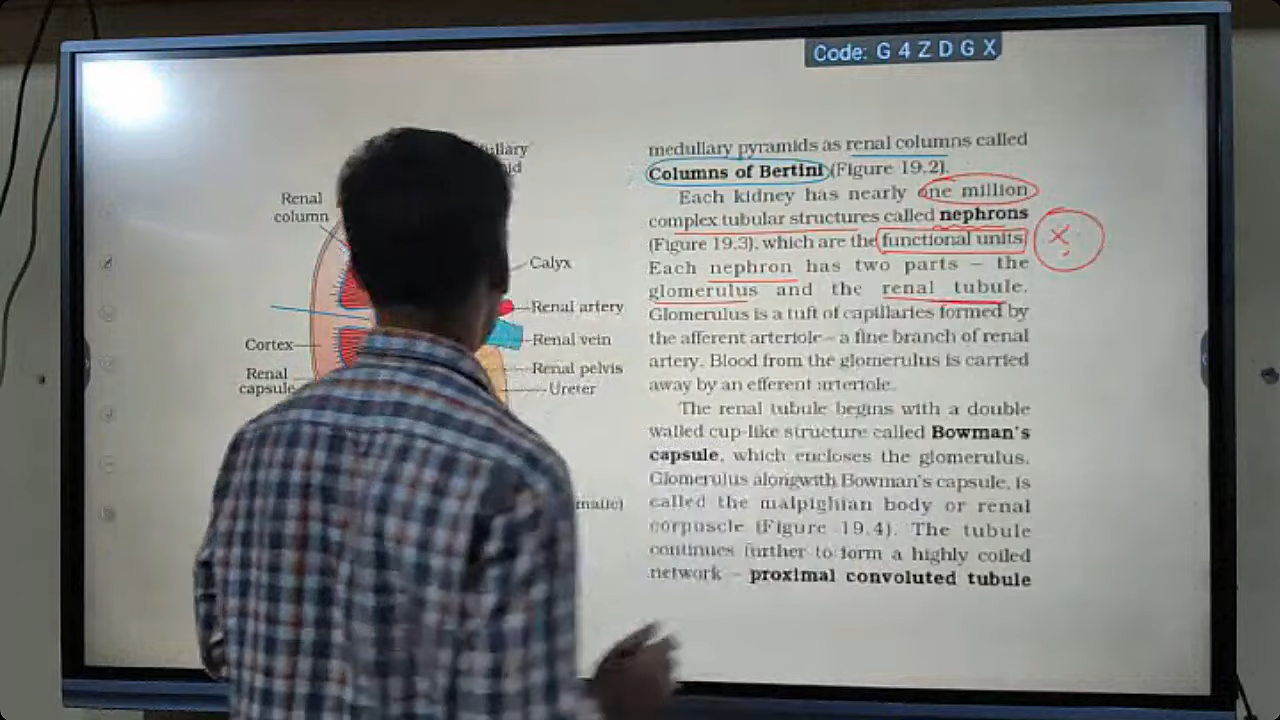 Code: G 4 Z D G X
Renal
column
Calyx
Renal artery
Renal vein
Cortex
Renal pelvis
Renal
capsule
Ureter
medullary pyramids as renal columns called
Columns of Bertini (Figure 19.2).
Each kidney has nearly one million
complex tubular structures called nephrons
(Figure 19.3), which are the functional units
Each nephron has two parts – the
glomerulus and the renal tubule.
Glomerulus is a tuft of capillaries formed by
the afferent arteriole – a fine branch of renal
artery. Blood from the glomerulus is carried
away by an efferent arteriole.
The renal tubule begins with a double
walled cup-like structure called Bowman's
capsule, which encloses the glomerulus.
Glomerulus alongwith Bowman's capsule, is
called the malpighian body or renal
corpuscle (Figure 19.4). The tubule
continues further to form a highly coiled
network – proximal convoluted tubule